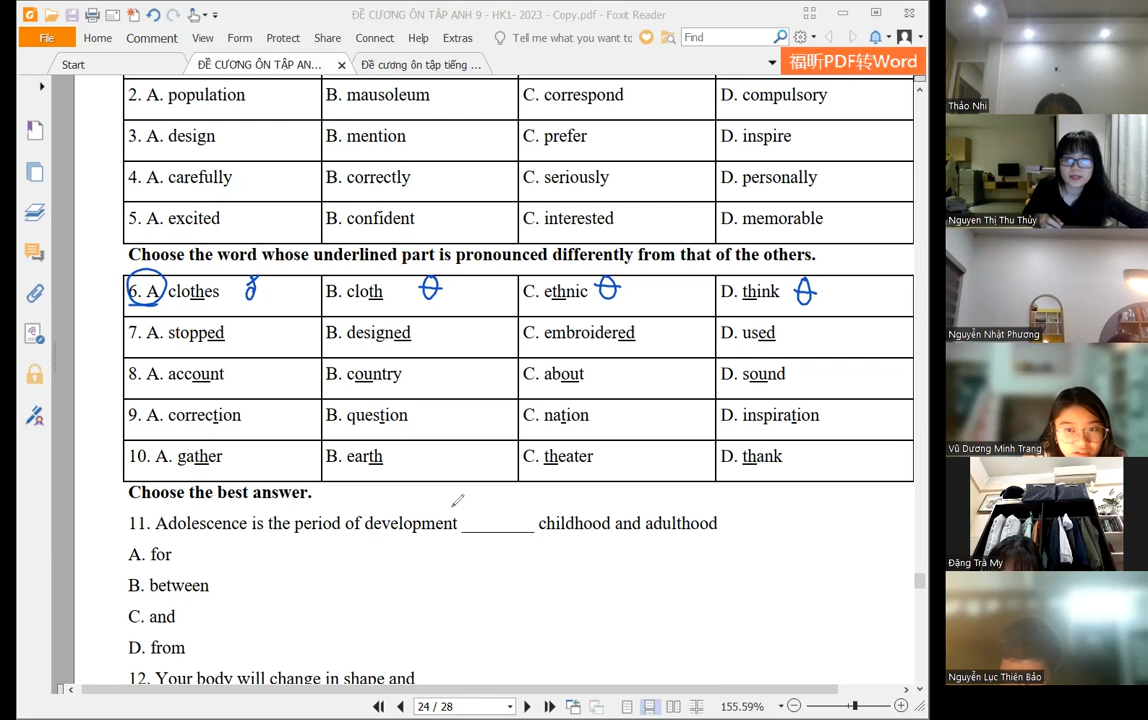 ĐỀ CƯƠNG ÔN TẬP ANH 9 - HK1- 2023 - Copy.pdf - Foxit Reader
File Home Comment View Form Protect Share Connect Help Extras Tell me what you want tc Find
Start ĐỀ CƯƠNG ÔN TẬP AN... Đề cương ôn tập tiếng ... 福昕PDF转Word
2. A. population B. mausoleum C. correspond D. compulsory
3. A. design B. mention C. prefer D. inspire
4. A. carefully B. correctly C. seriously D. personally
5. A. excited B. confident C. interested D. memorable
Choose the word whose underlined part is pronounced differently from that of the others.
6. A. clothes ð B. cloth θ C. ethnic θ D. think θ
7. A. stopped B. designed C. embroidered D. used
8. A. account B. country C. about D. sound
9. A. correction B. question C. nation D. inspiration
10. A. gather B. earth C. theater D. thank
Choose the best answer.
11. Adolescence is the period of development ________ childhood and adulthood
A. for
B. between
C. and
D. from
12. Your body will change in shape and
24 / 28 155.59%
Thảo Nhi
Nguyen Thị Thu Thủy
Nguyễn Nhật Phương
Vũ Dương Minh Trang
Đặng Trà My
Nguyễn Lục Thiên Bảo